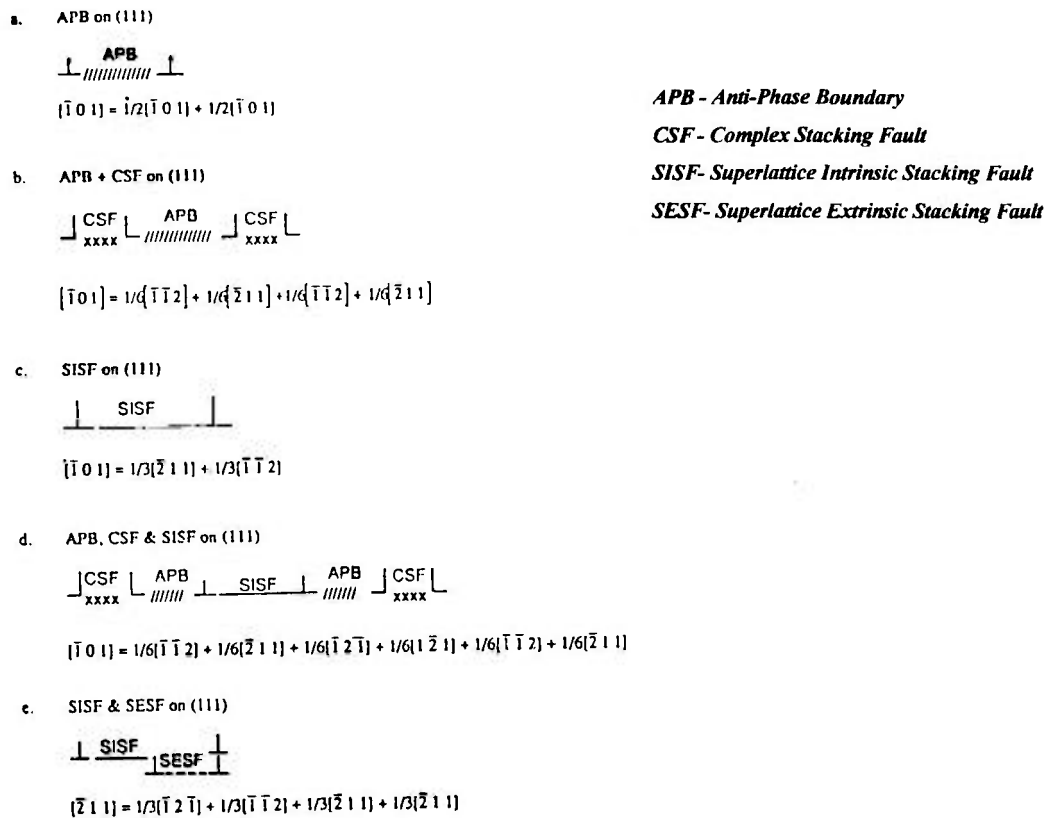 a. APB on (111)
APB
[1̄ 0 1] = 1/2[1̄ 0 1] + 1/2[1̄ 0 1]
APB - Anti-Phase Boundary
CSF - Complex Stacking Fault
SISF- Superlattice Intrinsic Stacking Fault
SESF- Superlattice Extrinsic Stacking Fault
b. APB + CSF on (111)
CSF APB CSF
xxxx xxxx
[1̄ 0 1] = 1/6[1̄ 1̄ 2] + 1/6[2̄ 1 1] + 1/6[1̄ 1̄ 2] + 1/6[2̄ 1 1]
c. SISF on (111)
SISF
[1̄ 0 1] = 1/3[2̄ 1 1] + 1/3[1̄ 1̄ 2]
d. APB, CSF & SISF on (111)
CSF APB SISF APB CSF
xxxx xxxx
[1̄ 0 1] = 1/6[1̄ 1̄ 2] + 1/6[2̄ 1 1] + 1/6[1̄ 2 1̄] + 1/6[1 2̄ 1] + 1/6[1̄ 1̄ 2] + 1/6[2̄ 1 1]
e. SISF & SESF on (111)
SISF
SESF
[2̄ 1 1] = 1/3[1̄ 2 1̄] + 1/3[1̄ 1̄ 2] + 1/3[2̄ 1 1] + 1/3[2̄ 1 1]